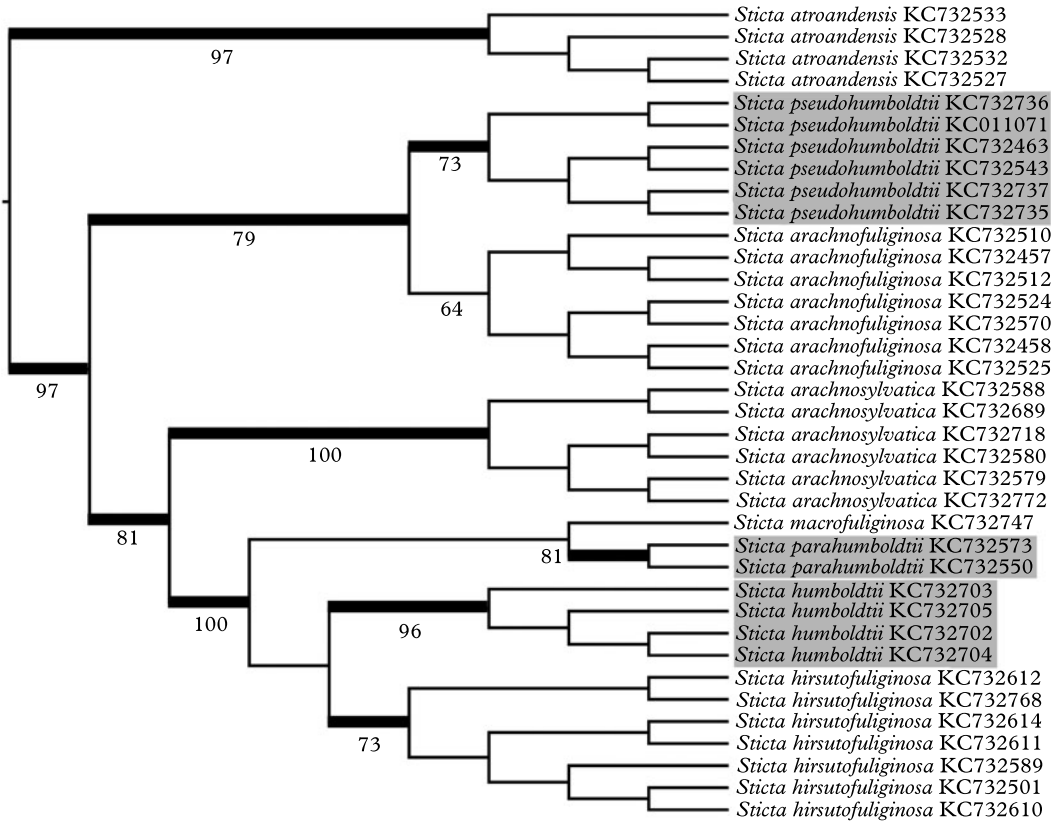 Sticta atroandensis KC732533
Sticta atroandensis KC732528
97
Sticta atroandensis KC732532
Sticta atroandensis KC732527
Sticta pseudohumboldtii KC732736
Sticta pseudohumboldtii KC011071
Sticta pseudohumboldtii KC732463
73
Sticta pseudohumboldtii KC732543
Sticta pseudohumboldtii KC732737
Sticta pseudohumboldtii KC732735
79
Sticta arachnofuliginosa KC732510
Sticta arachnofuliginosa KC732457
Sticta arachnofuliginosa KC732512
Sticta arachnofuliginosa KC732524
64
Sticta arachnofuliginosa KC732570
Sticta arachnofuliginosa KC732458
Sticta arachnofuliginosa KC732525
97
Sticta arachnosylvatica KC732588
Sticta arachnosylvatica KC732689
Sticta arachnosylvatica KC732718
100
Sticta arachnosylvatica KC732580
Sticta arachnosylvatica KC732579
Sticta arachnosylvatica KC732772
Sticta macrofuliginosa KC732747
81
Sticta parahumboldtii KC732573
81
Sticta parahumboldtii KC732550
Sticta humboldtii KC732703
Sticta humboldtii KC732705
100
96
Sticta humboldtii KC732702
Sticta humboldtii KC732704
Sticta hirsutofuliginosa KC732612
Sticta hirsutofuliginosa KC732768
Sticta hirsutofuliginosa KC732614
73
Sticta hirsutofuliginosa KC732611
Sticta hirsutofuliginosa KC732589
Sticta hirsutofuliginosa KC732501
Sticta hirsutofuliginosa KC732610